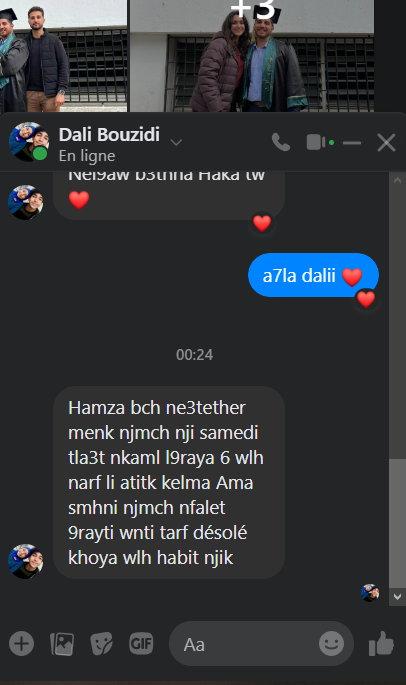 +3
Dali Bouzidi
En ligne
Nel9aw b3thna Haka tw
a7la dalii
00:24
Hamza bch ne3tether
menk njmch nji samedi
tla3t nkaml l9raya 6 wlh
narf li atitk kelma Ama
smhni njmch nfalet
9rayti wnti tarf désolé
khoya wlh habit njik
GIF
Aa